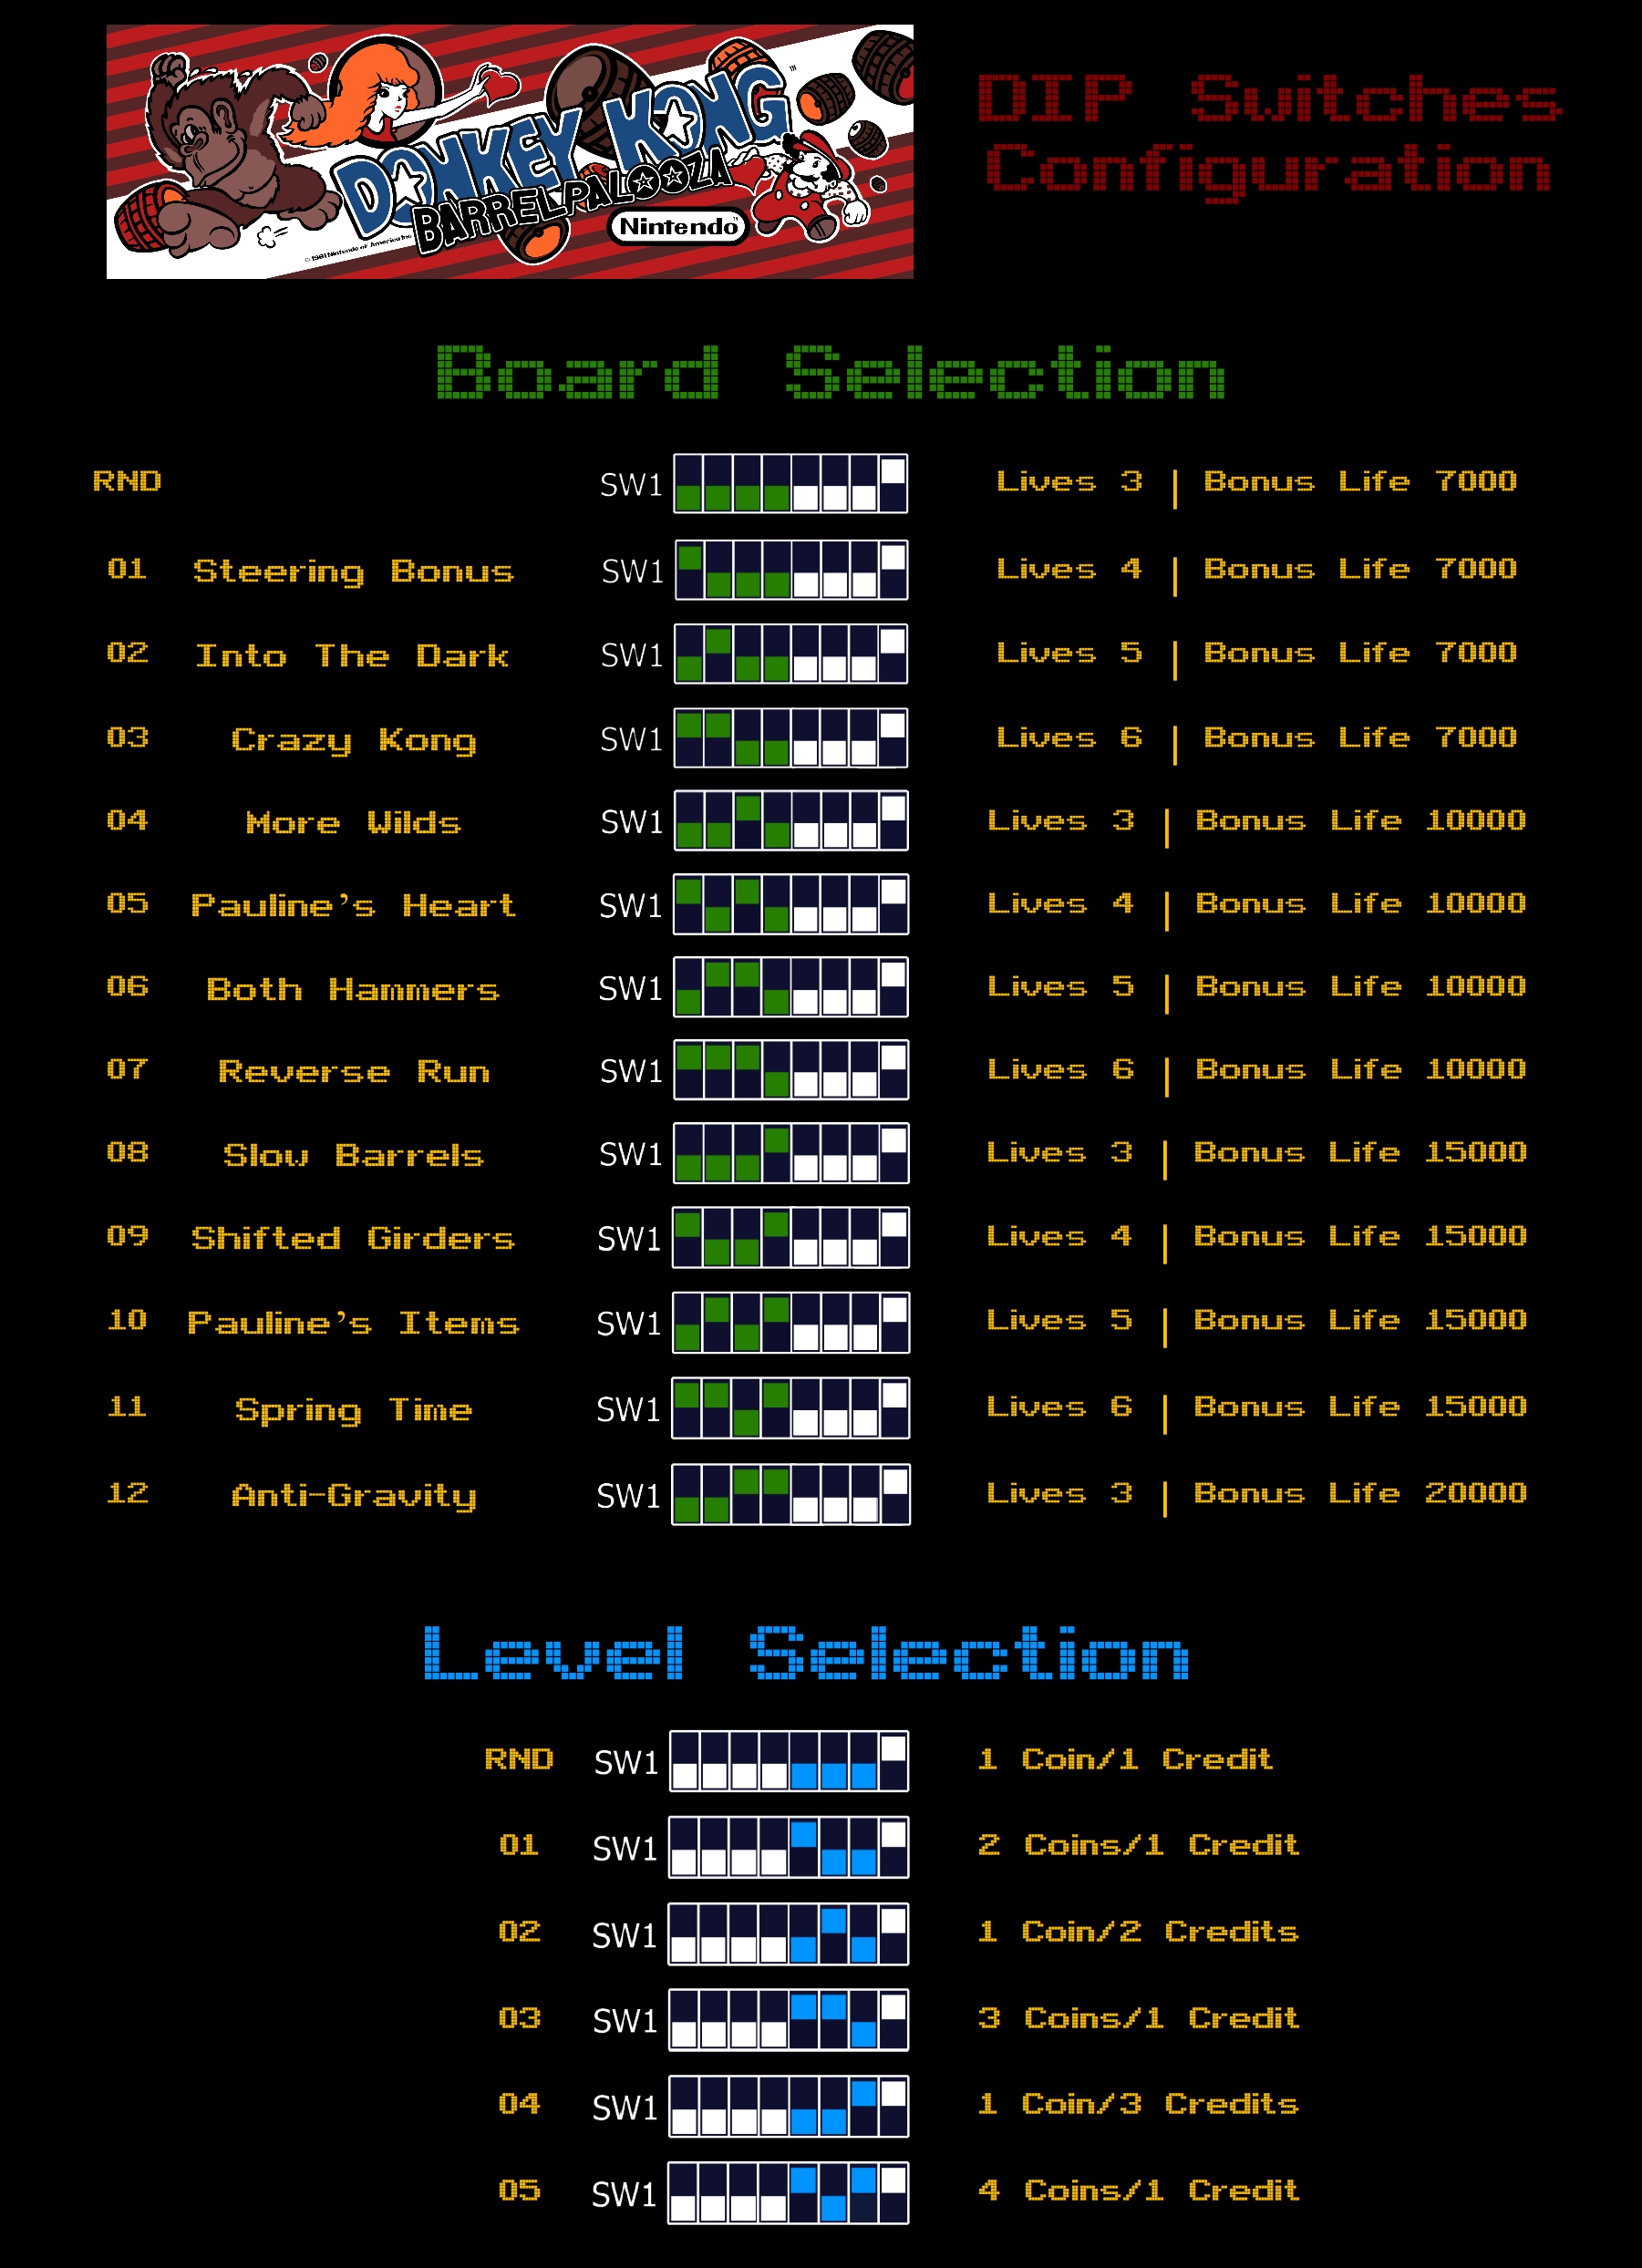 DONKEY KONG ™
BARRELPALOOZA
Nintendo ™
© 1981 Nintendo of America Inc.
DIP Switches
Configuration
Board Selection
RND SW1 Lives 3 | Bonus Life 7000
01 Steering Bonus SW1 Lives 4 | Bonus Life 7000
02 Into The Dark SW1 Lives 5 | Bonus Life 7000
03 Crazy Kong SW1 Lives 6 | Bonus Life 7000
04 More Wilds SW1 Lives 3 | Bonus Life 10000
05 Pauline’s Heart SW1 Lives 4 | Bonus Life 10000
06 Both Hammers SW1 Lives 5 | Bonus Life 10000
07 Reverse Run SW1 Lives 6 | Bonus Life 10000
08 Slow Barrels SW1 Lives 3 | Bonus Life 15000
09 Shifted Girders SW1 Lives 4 | Bonus Life 15000
10 Pauline’s Items SW1 Lives 5 | Bonus Life 15000
11 Spring Time SW1 Lives 6 | Bonus Life 15000
12 Anti-Gravity SW1 Lives 3 | Bonus Life 20000
Level Selection
RND SW1 1 Coin/1 Credit
01 SW1 2 Coins/1 Credit
02 SW1 1 Coin/2 Credits
03 SW1 3 Coins/1 Credit
04 SW1 1 Coin/3 Credits
05 SW1 4 Coins/1 Credit